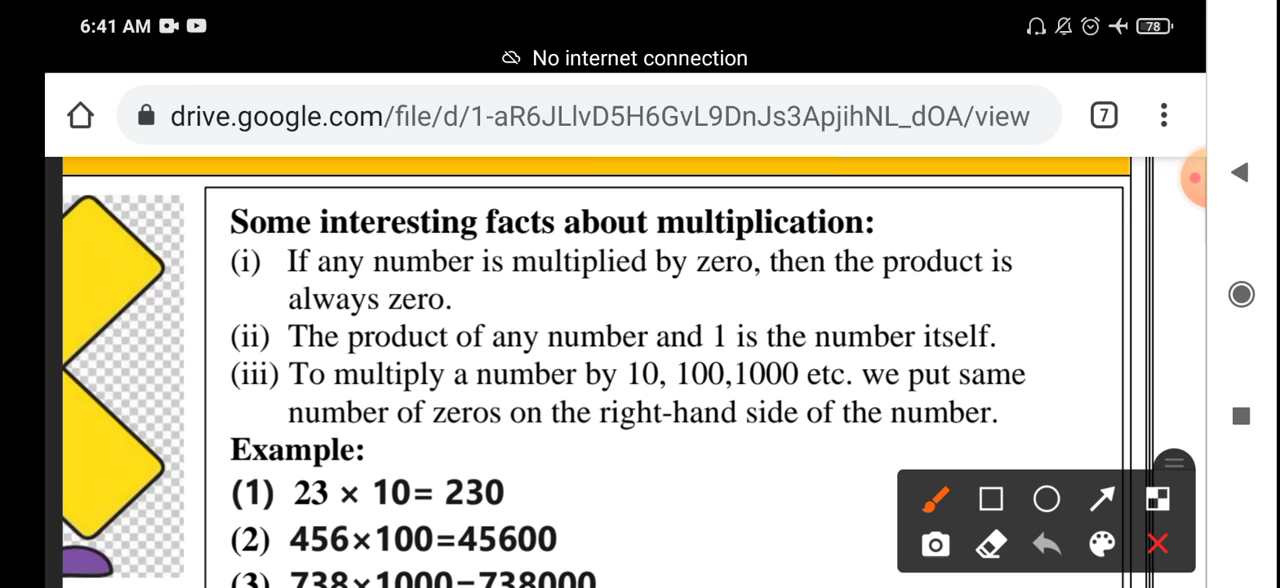 6:41 AM
78
No internet connection
drive.google.com/file/d/1-aR6JLlvD5H6GvL9DnJs3ApjihNL_dOA/view
7
Some interesting facts about multiplication:
(i) If any number is multiplied by zero, then the product is
always zero.
(ii) The product of any number and 1 is the number itself.
(iii) To multiply a number by 10, 100,1000 etc. we put same
number of zeros on the right-hand side of the number.
Example:
(1) 23 × 10= 230
(2) 456×100=45600
(3) 738×1000=738000